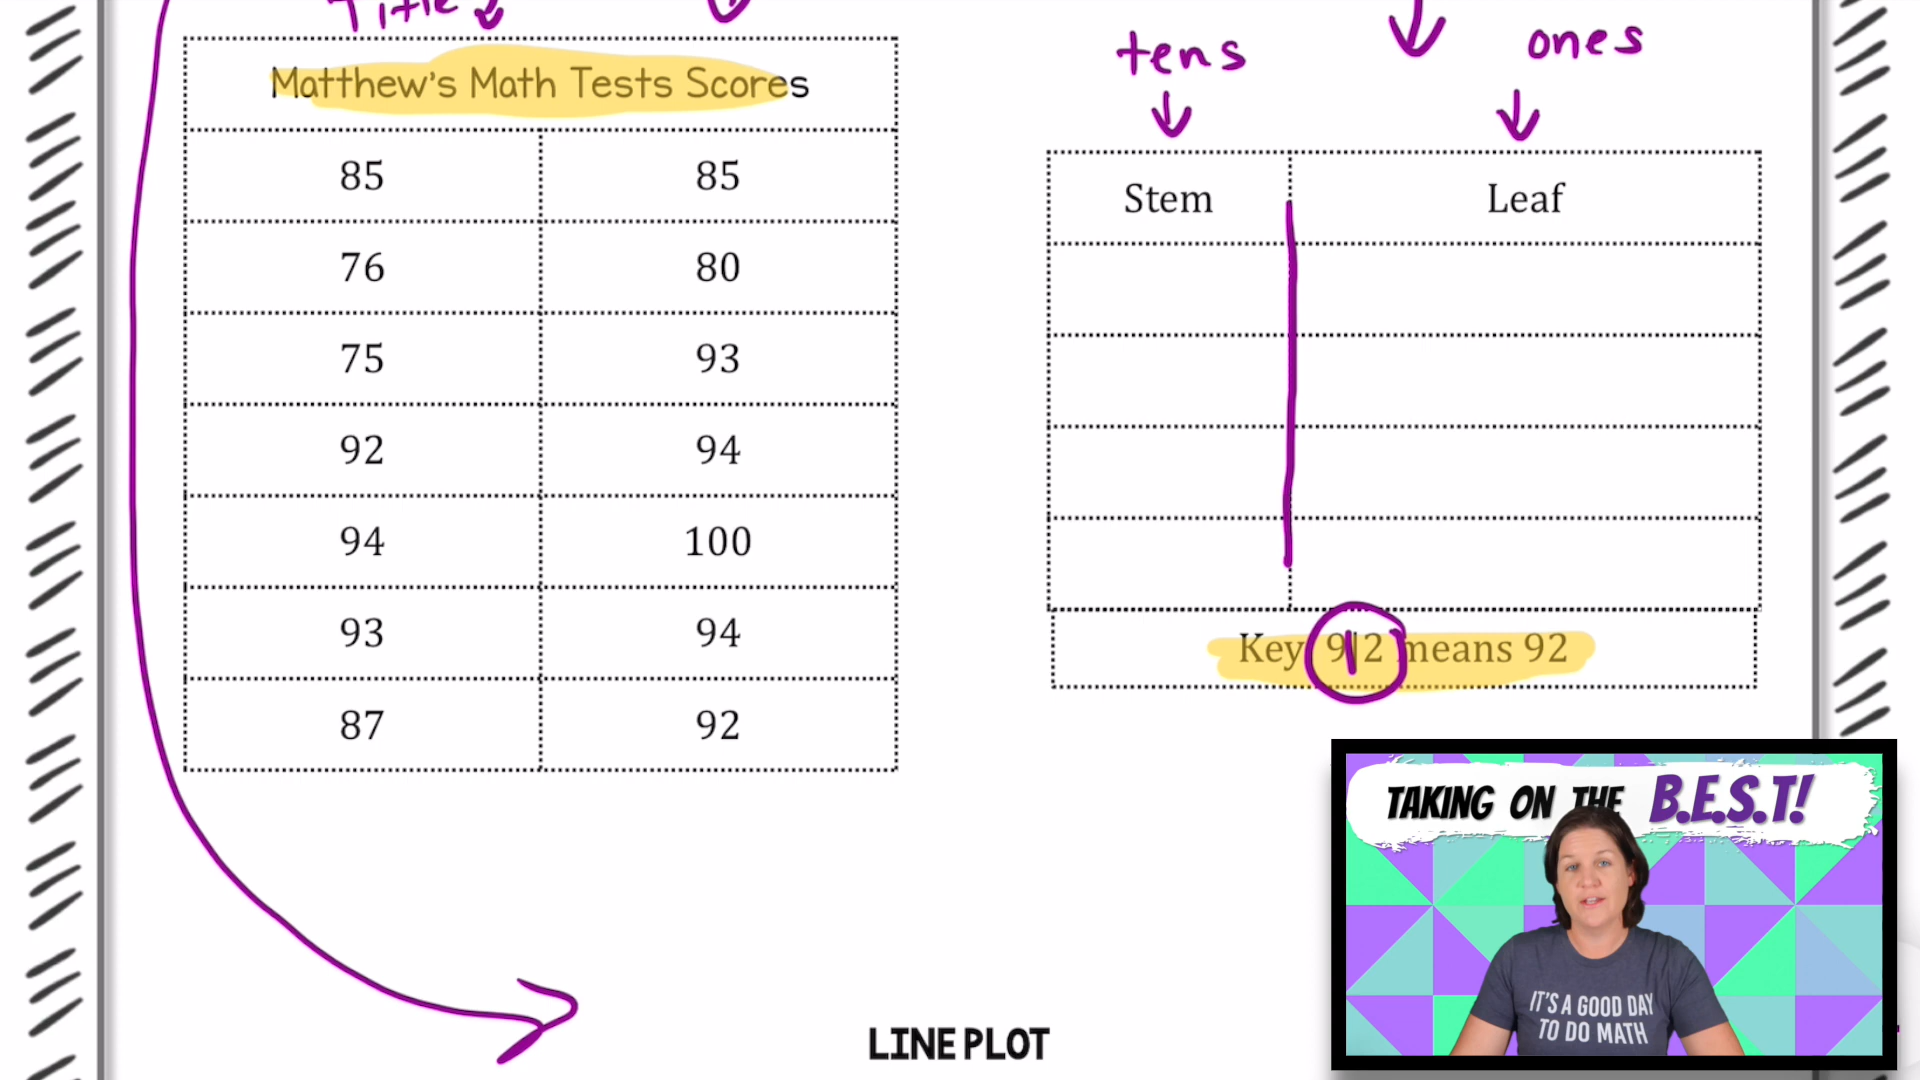 Title
tens
ones
Matthew's Math Tests Scores
85 85
76 80
75 93
92 94
94 100
93 94
87 92
Stem Leaf
Key 9|2 means 92
TAKING ON THE B.E.S.T!
IT'S A GOOD DAY
TO DO MATH
LINE PLOT